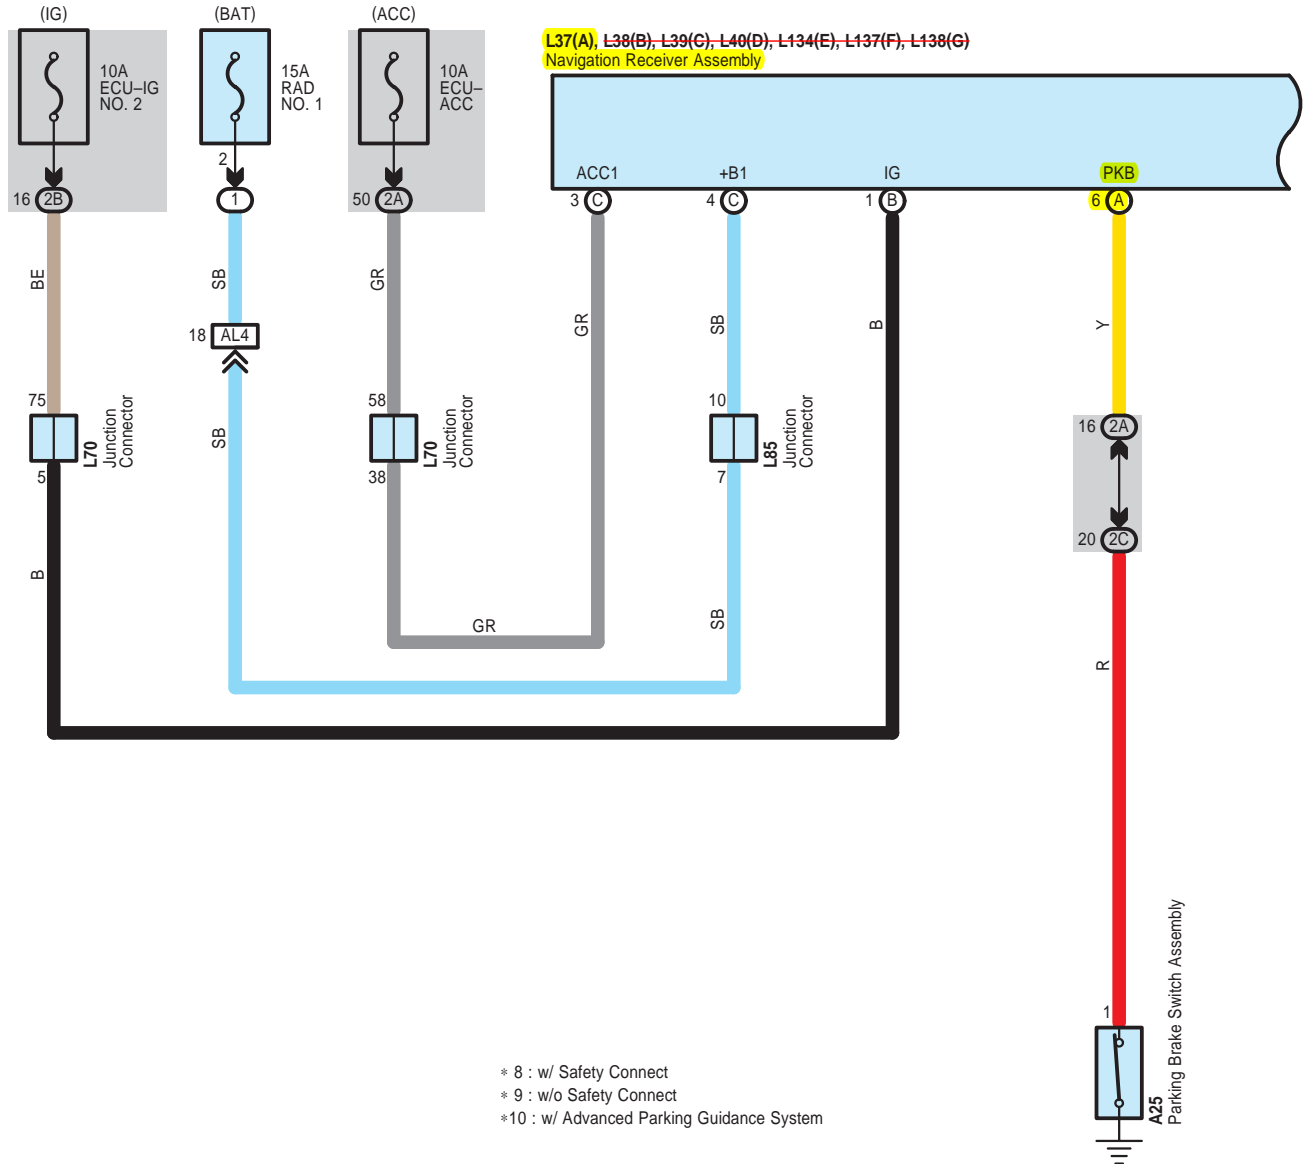 (IG)
(BAT)
(ACC)
10A
ECU–IG
NO. 2
15A
RAD
NO. 1
10A
ECU–
ACC
L37(A), L38(B), L39(C), L40(D), L134(E), L137(F), L138(G)
Navigation Receiver Assembly
ACC1
+B1
IG
PKB
2
16 2B
1
50 2A
3 C
4 C
1 B
6 A
BE
SB
GR
GR
SB
B
Y
18 AL4
75
58
10
L70
Junction
Connector
L70
Junction
Connector
L85
Junction
Connector
SB
16 2A
5
38
7
20 2C
B
GR
SB
R
1
A25
Parking Brake Switch Assembly
* 8 : w/ Safety Connect
* 9 : w/o Safety Connect
*10 : w/ Advanced Parking Guidance System